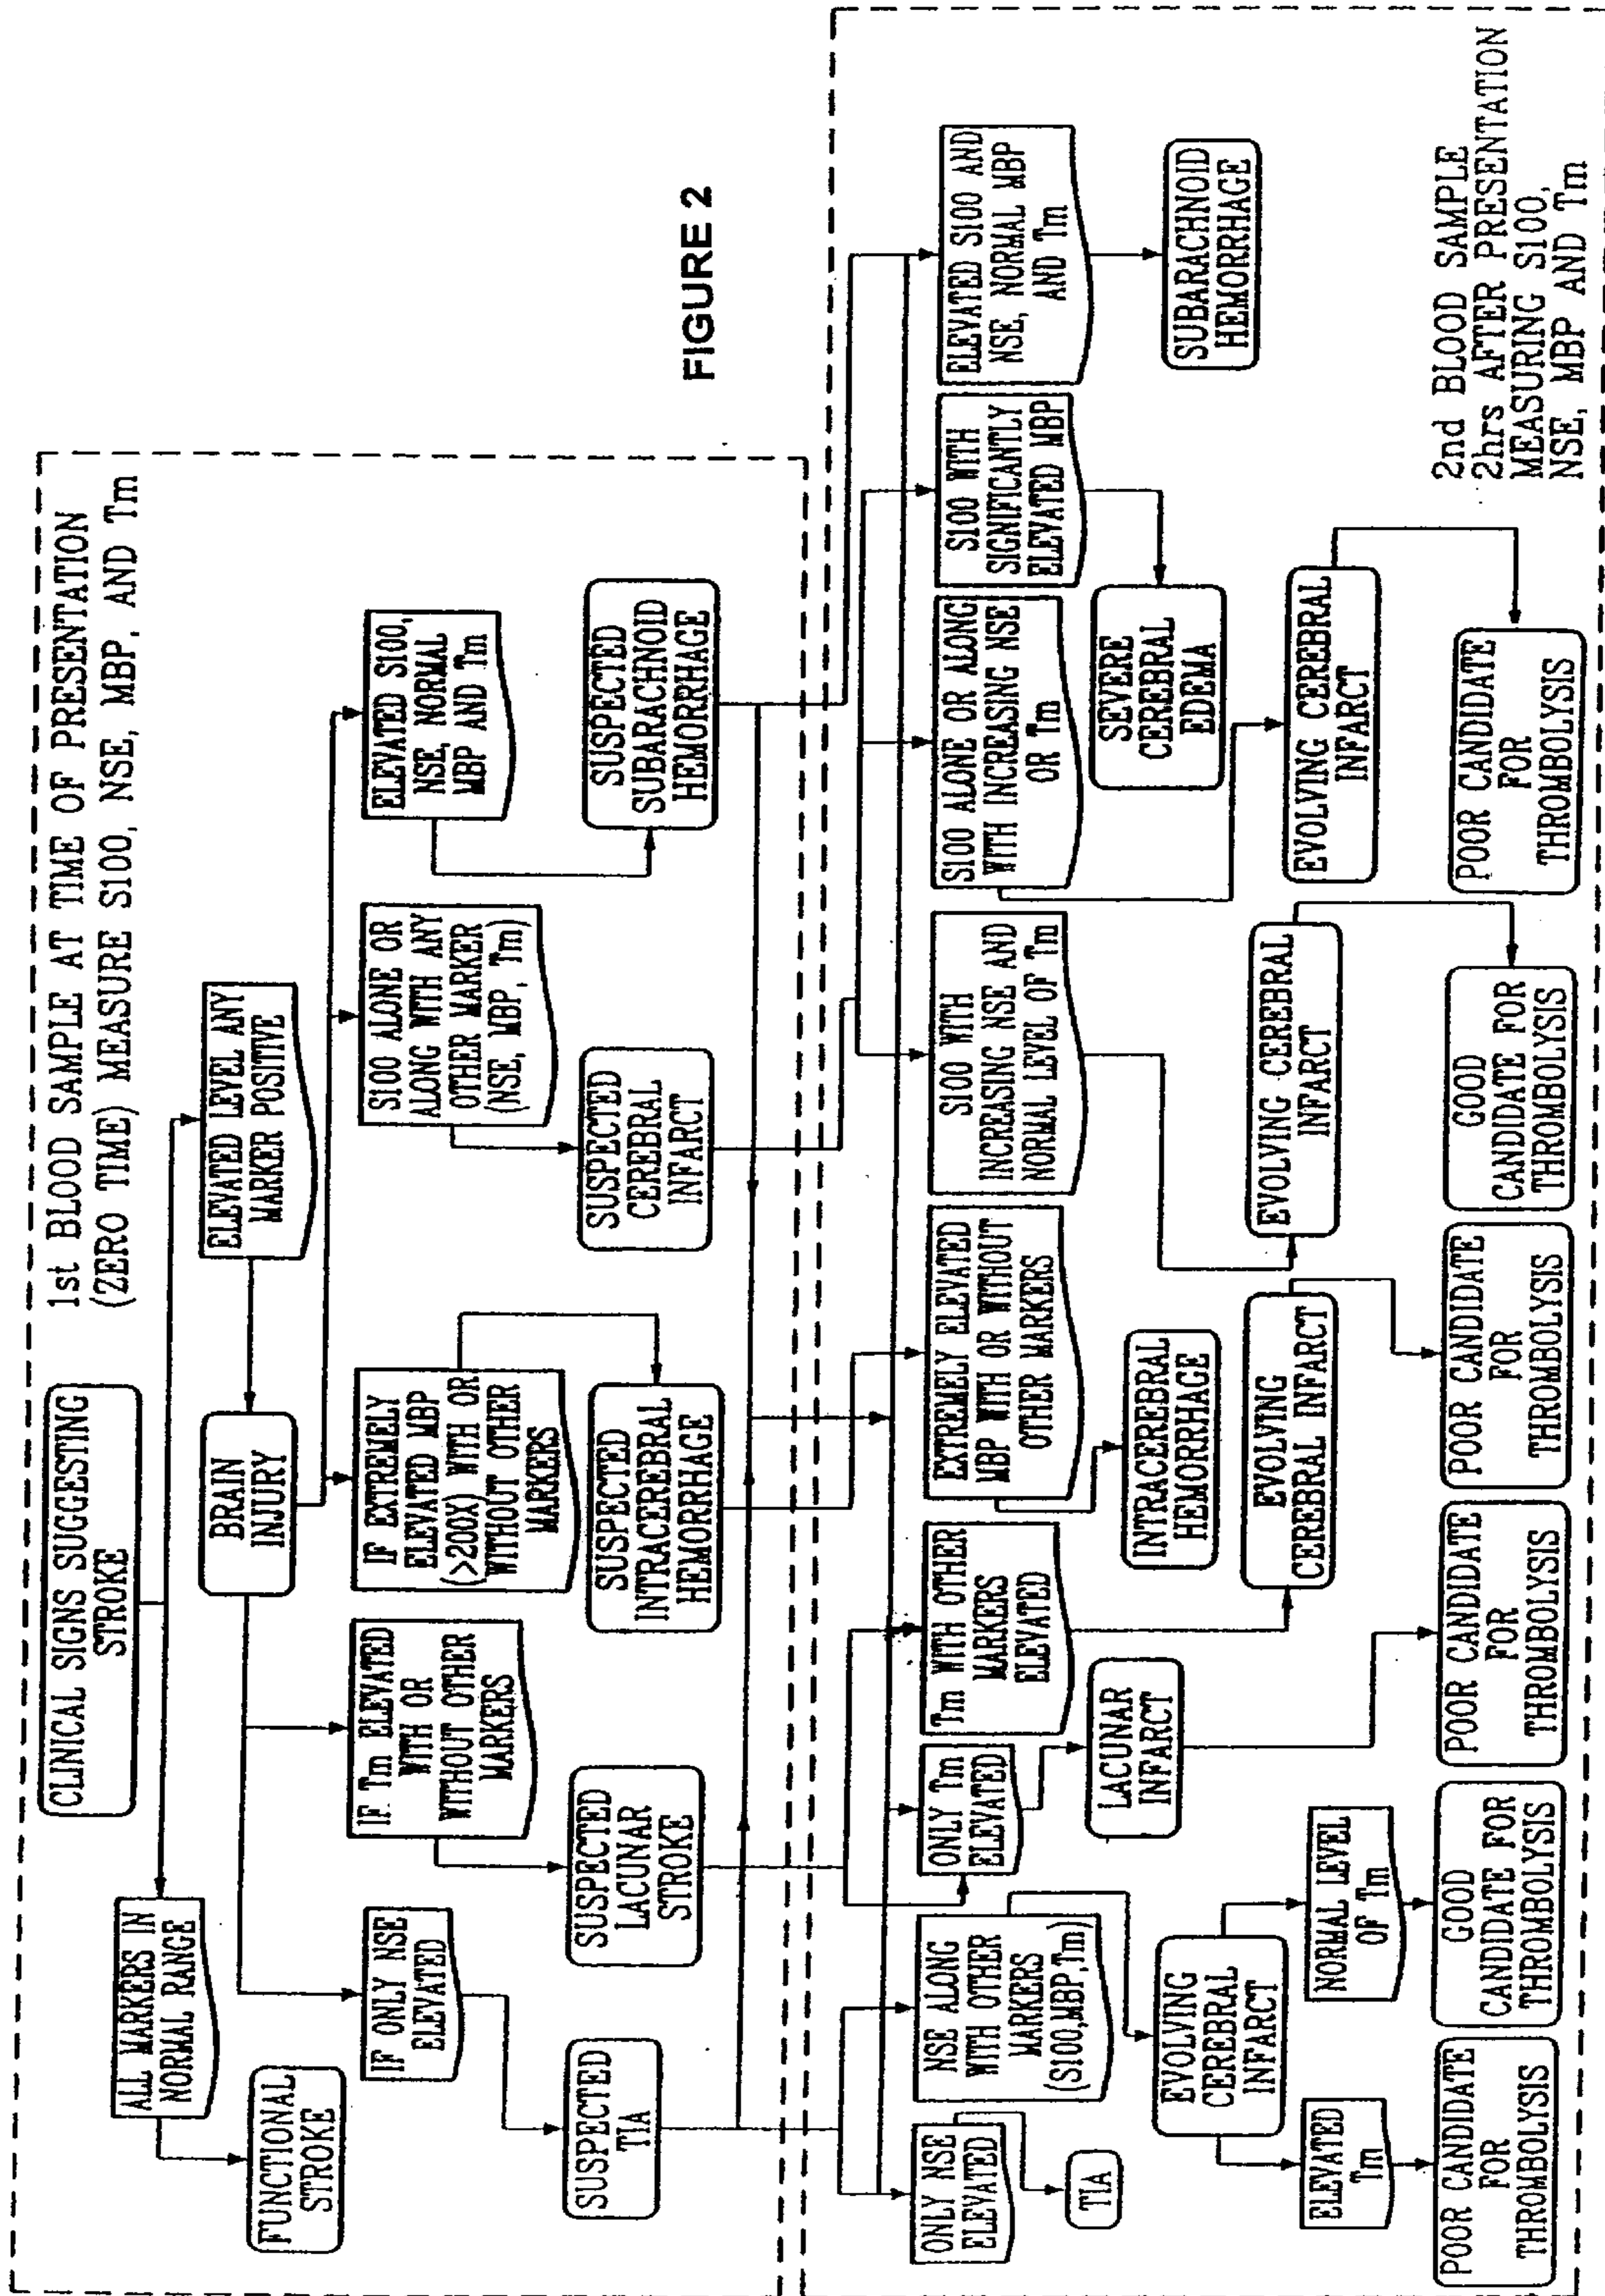 1st BLOOD SAMPLE AT TIME OF PRESENTATION
(ZERO TIME) MEASURE S100, NSE, MBP, AND Tm
CLINICAL SIGNS SUGGESTING
STROKE
ALL MARKERS IN
NORMAL RANGE
ELEVATED LEVEL ANY
MARKER POSITIVE
FUNCTIONAL
STROKE
BRAIN
INJURY
IF ONLY NSE
ELEVATED
IF Tm ELEVATED
WITH OR
WITHOUT OTHER
MARKERS
IF EXTREMELY
ELEVATED MBP
(>200X) WITH OR
WITHOUT OTHER
MARKERS
S100 ALONE OR
ALONG WITH ANY
OTHER MARKER
(NSE, MBP, Tm)
ELEVATED S100,
NSE, NORMAL
MBP AND Tm
SUSPECTED
TIA
SUSPECTED
LACUNAR
STROKE
SUSPECTED
INTRACEREBRAL
HEMORRHAGE
SUSPECTED
CEREBRAL
INFARCT
SUSPECTED
SUBARACHNOID
HEMORRHAGE
FIGURE 2
ONLY NSE
ELEVATED
NSE ALONG
WITH OTHER
MARKERS
(S100,MBP,Tm)
ONLY Tm
ELEVATED
Tm WITH OTHER
MARKERS
ELEVATED
EXTREMELY ELEVATED
MBP WITH OR WITHOUT
OTHER MARKERS
S100 WITH
INCREASING NSE AND
NORMAL LEVEL OF Tm
S100 ALONE OR ALONG
WITH INCREASING NSE
OR Tm
S100 WITH
SIGNIFICANTLY
ELEVATED MBP
ELEVATED S100 AND
NSE, NORMAL MBP
AND Tm
TIA
EVOLVING
CEREBRAL
INFARCT
LACUNAR
INFARCT
INTRACEREBRAL
HEMORRHAGE
SEVERE
CEREBRAL
EDEMA
SUBARACHNOID
HEMORRHAGE
ELEVATED
Tm
NORMAL LEVEL
OF Tm
EVOLVING
CEREBRAL INFARCT
EVOLVING CEREBRAL
INFARCT
EVOLVING CEREBRAL
INFARCT
POOR CANDIDATE
FOR
THROMBOLYSIS
GOOD
CANDIDATE FOR
THROMBOLYSIS
POOR CANDIDATE
FOR
THROMBOLYSIS
POOR CANDIDATE
FOR
THROMBOLYSIS
GOOD
CANDIDATE FOR
THROMBOLYSIS
POOR CANDIDATE
FOR
THROMBOLYSIS
2nd BLOOD SAMPLE
2hrs AFTER PRESENTATION
MEASURING S100,
NSE, MBP AND Tm